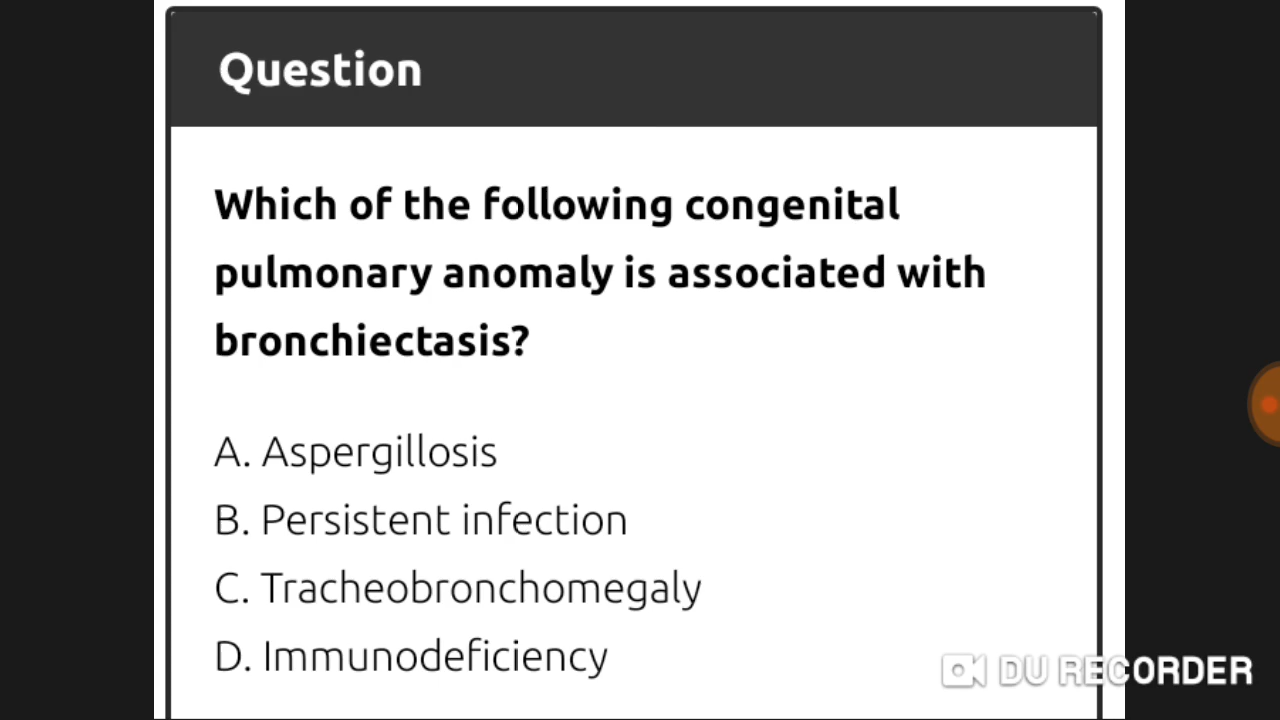 Question
Which of the following congenital
pulmonary anomaly is associated with
bronchiectasis?
A. Aspergillosis
B. Persistent infection
C. Tracheobronchomegaly
D. Immunodeficiency
DU RECORDER